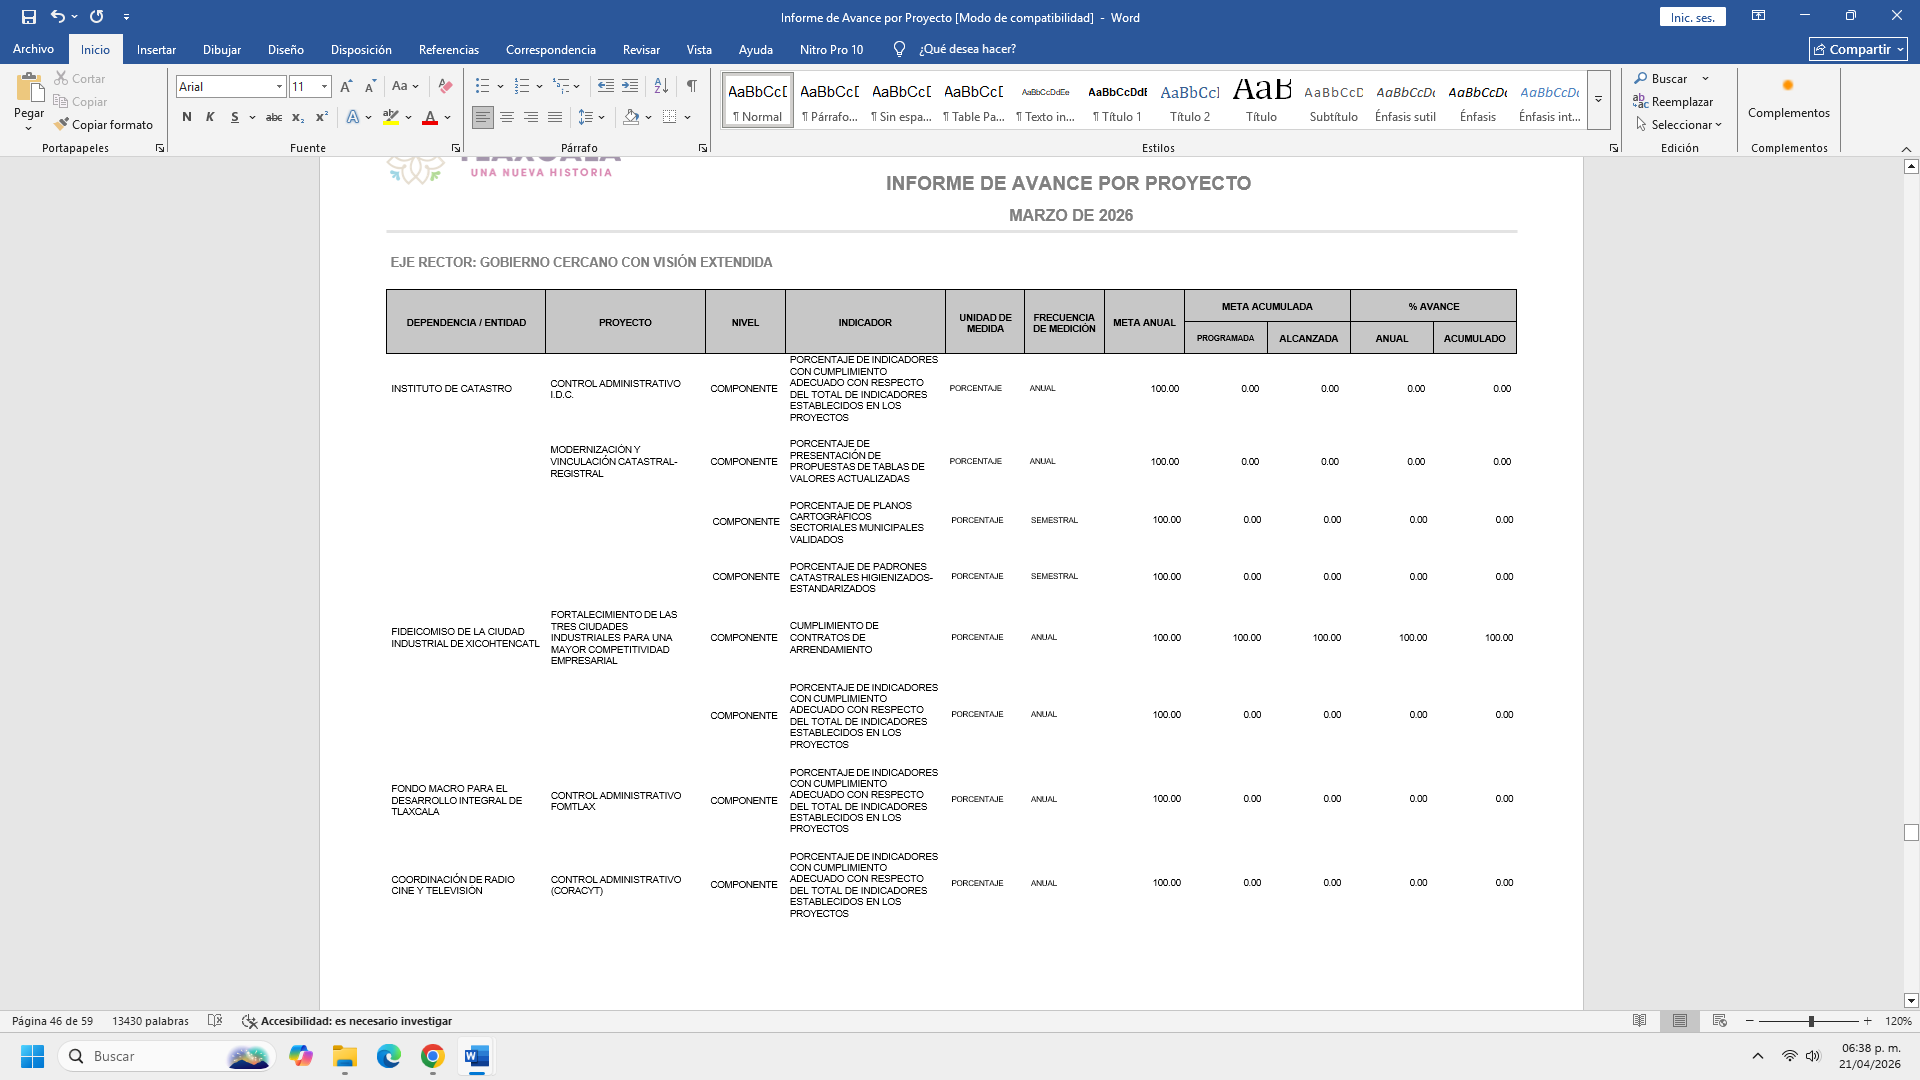 Informe de Avance por Proyecto [Modo de compatibilidad] - Word
Inic. ses.
Archivo Inicio Insertar Dibujar Diseño Disposición Referencias Correspondencia Revisar Vista Ayuda Nitro Pro 10 ¿Qué desea hacer? Compartir
Pegar
Cortar
Copiar
Copiar formato
Portapapeles
Arial 11
N K S abc x₂ x²
Fuente
Párrafo
AaBbCcI AaBbCcI AaBbCcI AaBbCcI AaBbCcDdEe AaBbCcDdE AaBbCcI AaB AaBbCcD AaBbCcDc AaBbCcDc AaBbCcDc
¶ Normal ¶ Párrafo... ¶ Sin espa... ¶ Table Pa... ¶ Texto in... ¶ Título 1 Título 2 Título Subtítulo Énfasis sutil Énfasis Énfasis int...
Estilos
Buscar
Reemplazar
Seleccionar
Edición
Complementos
Complementos
UNA NUEVA HISTORIA
INFORME DE AVANCE POR PROYECTO
MARZO DE 2026
EJE RECTOR: GOBIERNO CERCANO CON VISIÓN EXTENDIDA
DEPENDENCIA / ENTIDAD PROYECTO NIVEL INDICADOR UNIDAD DE MEDIDA FRECUENCIA DE MEDICIÓN META ANUAL META ACUMULADA % AVANCE
PROGRAMADA ALCANZADA ANUAL ACUMULADO
INSTITUTO DE CATASTRO
CONTROL ADMINISTRATIVO
I.D.C.
COMPONENTE
PORCENTAJE DE INDICADORES
CON CUMPLIMIENTO
ADECUADO CON RESPECTO
DEL TOTAL DE INDICADORES
ESTABLECIDOS EN LOS
PROYECTOS
PORCENTAJE ANUAL 100.00 0.00 0.00 0.00 0.00
MODERNIZACIÓN Y
VINCULACIÓN CATASTRAL-
REGISTRAL
COMPONENTE
PORCENTAJE DE
PRESENTACIÓN DE
PROPUESTAS DE TABLAS DE
VALORES ACTUALIZADAS
PORCENTAJE ANUAL 100.00 0.00 0.00 0.00 0.00
COMPONENTE
PORCENTAJE DE PLANOS
CARTOGRÁFICOS
SECTORIALES MUNICIPALES
VALIDADOS
PORCENTAJE SEMESTRAL 100.00 0.00 0.00 0.00 0.00
COMPONENTE
PORCENTAJE DE PADRONES
CATASTRALES HIGIENIZADOS-
ESTANDARIZADOS
PORCENTAJE SEMESTRAL 100.00 0.00 0.00 0.00 0.00
FIDEICOMISO DE LA CIUDAD
INDUSTRIAL DE XICOHTENCATL
FORTALECIMIENTO DE LAS
TRES CIUDADES
INDUSTRIALES PARA UNA
MAYOR COMPETITIVIDAD
EMPRESARIAL
COMPONENTE
CUMPLIMIENTO DE
CONTRATOS DE
ARRENDAMIENTO
PORCENTAJE ANUAL 100.00 100.00 100.00 100.00 100.00
COMPONENTE
PORCENTAJE DE INDICADORES
CON CUMPLIMIENTO
ADECUADO CON RESPECTO
DEL TOTAL DE INDICADORES
ESTABLECIDOS EN LOS
PROYECTOS
PORCENTAJE ANUAL 100.00 0.00 0.00 0.00 0.00
FONDO MACRO PARA EL
DESARROLLO INTEGRAL DE
TLAXCALA
CONTROL ADMINISTRATIVO
FOMTLAX
COMPONENTE
PORCENTAJE DE INDICADORES
CON CUMPLIMIENTO
ADECUADO CON RESPECTO
DEL TOTAL DE INDICADORES
ESTABLECIDOS EN LOS
PROYECTOS
PORCENTAJE ANUAL 100.00 0.00 0.00 0.00 0.00
COORDINACIÓN DE RADIO
CINE Y TELEVISIÓN
CONTROL ADMINISTRATIVO
(CORACYT)
COMPONENTE
PORCENTAJE DE INDICADORES
CON CUMPLIMIENTO
ADECUADO CON RESPECTO
DEL TOTAL DE INDICADORES
ESTABLECIDOS EN LOS
PROYECTOS
PORCENTAJE ANUAL 100.00 0.00 0.00 0.00 0.00
Página 46 de 59 13430 palabras Accesibilidad: es necesario investigar 120%
Buscar
06:38 p. m.
21/04/2026